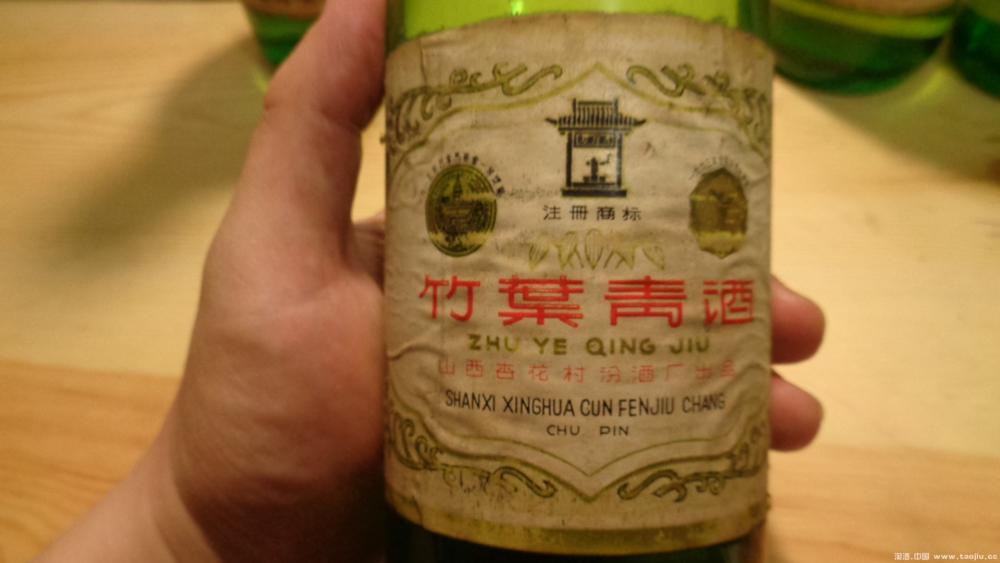 注册商标
竹葉青酒
ZHU YE QING JIU
山西杏花村汾酒厂出品
SHANXI XINGHUA CUN FENJIU CHANG
CHU PIN
淘酒.中国 www.taojiu.cc